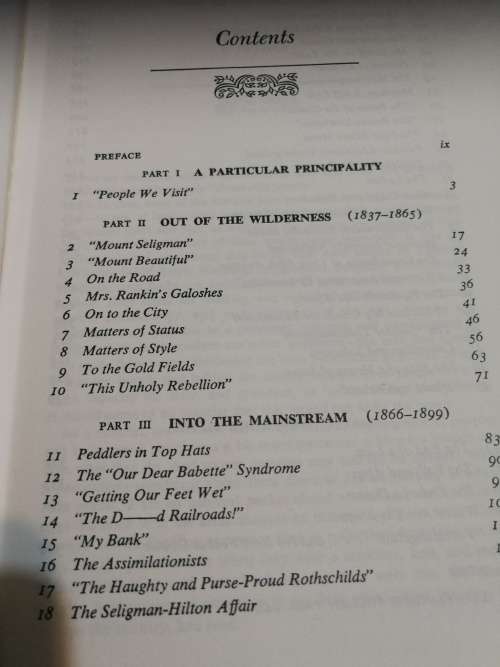 Contents
PREFACE ix
PART I A PARTICULAR PRINCIPALITY
1 “People We Visit” 3
PART II OUT OF THE WILDERNESS (1837–1865)
2 “Mount Seligman” 17
3 “Mount Beautiful” 24
4 On the Road 33
5 Mrs. Rankin's Galoshes 36
6 On to the City 41
7 Matters of Status 46
8 Matters of Style 56
9 To the Gold Fields 63
10 “This Unholy Rebellion” 71
PART III INTO THE MAINSTREAM (1866–1899)
11 Peddlers in Top Hats 83
12 The “Our Dear Babette” Syndrome
13 “Getting Our Feet Wet”
14 “The D——d Railroads!”
15 “My Bank”
16 The Assimilationists
17 “The Haughty and Purse-Proud Rothschilds”
18 The Seligman-Hilton Affair